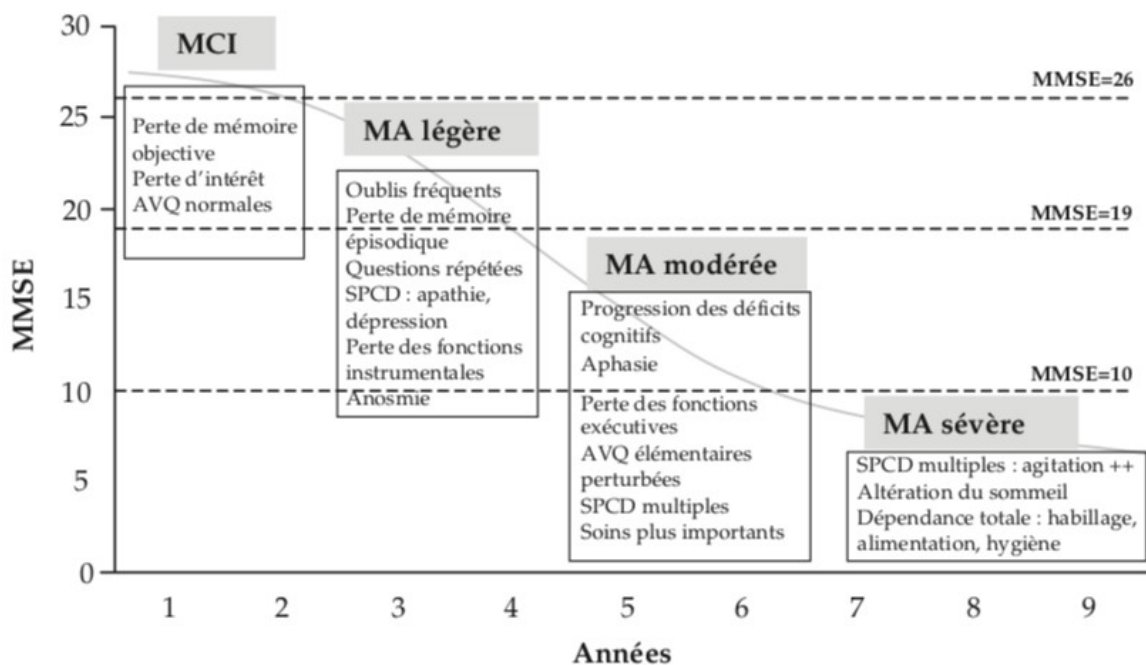 30
25
20
15
10
5
0
MMSE
MCI
Perte de mémoire
objective
Perte d'intérêt
AVQ normales
MA légère
Oublis fréquents
Perte de mémoire
épisodique
Questions répétées
SPCD : apathie,
dépression
Perte des fonctions
instrumentales
Anosmie
MA modérée
Progression des déficits
cognitifs
Aphasie
Perte des fonctions
exécutives
AVQ élémentaires
perturbées
SPCD multiples
Soins plus importants
MA sévère
SPCD multiples : agitation ++
Altération du sommeil
Dépendance totale : habillage,
alimentation, hygiène
MMSE=26
MMSE=19
MMSE=10
1 2 3 4 5 6 7 8 9
Années